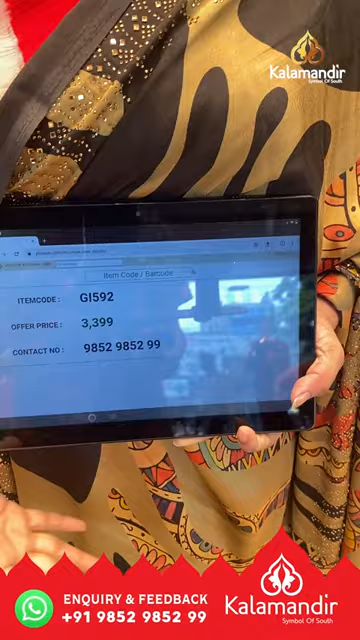 Kalamandir
Symbol Of South
Item Code / Barcode
ITEMCODE : GI592
OFFER PRICE : 3,399
CONTACT NO : 9852 9852 99
ENQUIRY & FEEDBACK
+91 9852 9852 99
Kalamandir
Symbol Of South